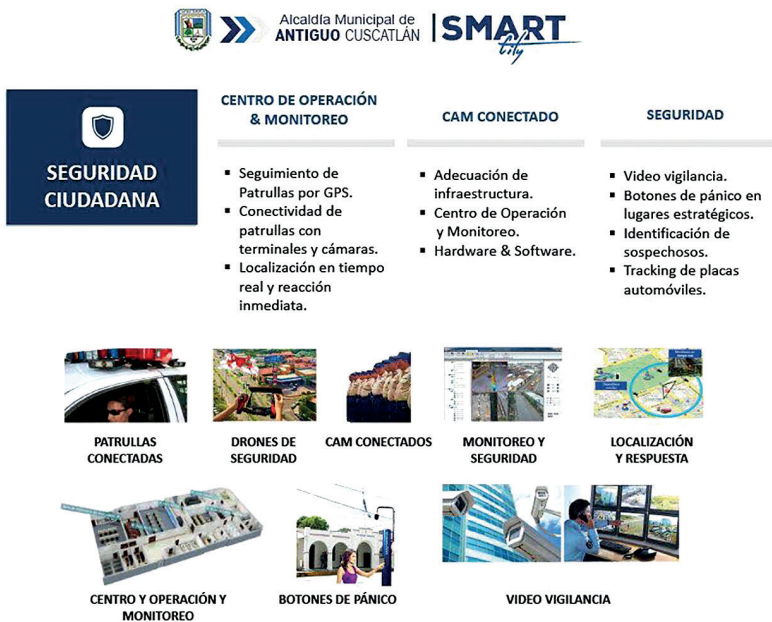 Alcaldía Municipal de
ANTIGUO CUSCATLÁN
SMART
City
SEGURIDAD
CIUDADANA
CENTRO DE OPERACIÓN
& MONITOREO
▪ Seguimiento de
Patrullas por GPS.
▪ Conectividad de
patrullas con
terminales y cámaras.
▪ Localización en tiempo
real y reacción
inmediata.
CAM CONECTADO
▪ Adecuación de
infraestructura.
▪ Centro de Operación
y Monitoreo.
▪ Hardware & Software.
SEGURIDAD
▪ Video vigilancia.
▪ Botones de pánico en
lugares estratégicos.
▪ Identificación de
sospechosos.
▪ Tracking de placas
automóviles.
PATRULLAS
CONECTADAS
DRONES DE
SEGURIDAD
CAM CONECTADOS
MONITOREO Y
SEGURIDAD
LOCALIZACIÓN
Y RESPUESTA
CENTRO Y OPERACIÓN Y
MONITOREO
BOTONES DE PÁNICO
VIDEO VIGILANCIA